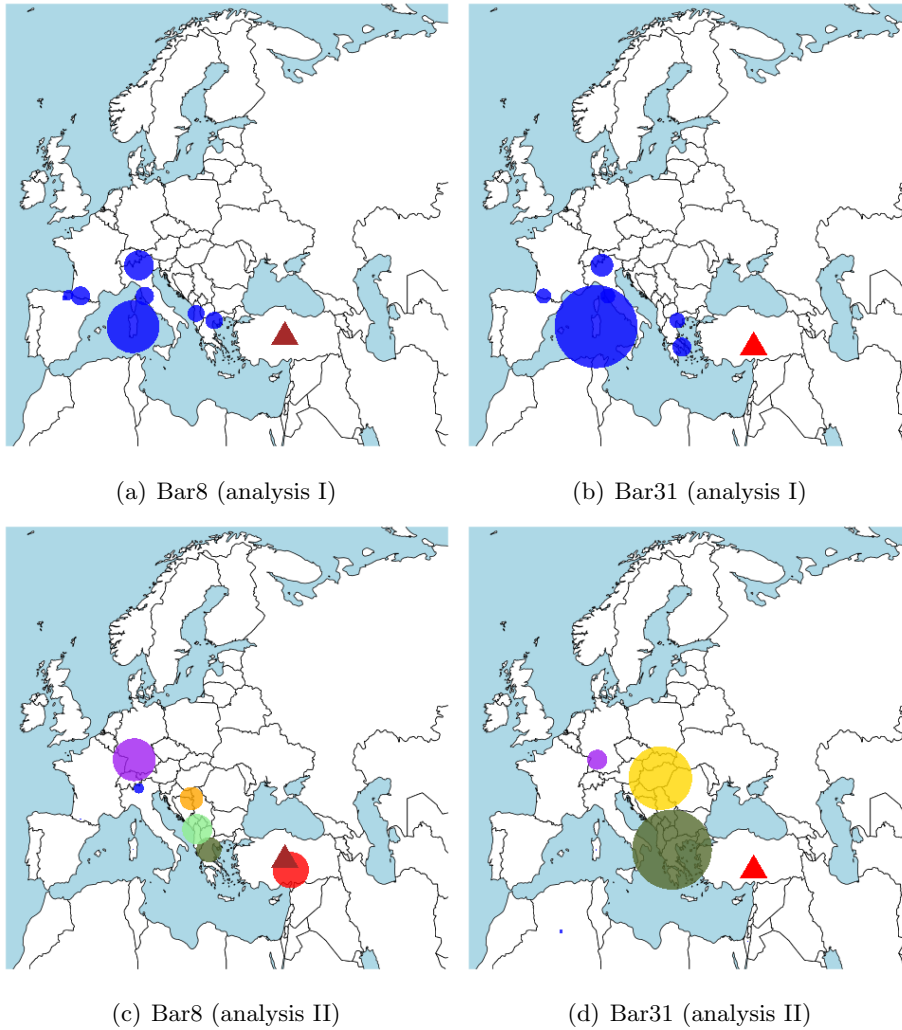 (a) Bar8 (analysis I)
(b) Bar31 (analysis I)
(c) Bar8 (analysis II)
(d) Bar31 (analysis II)